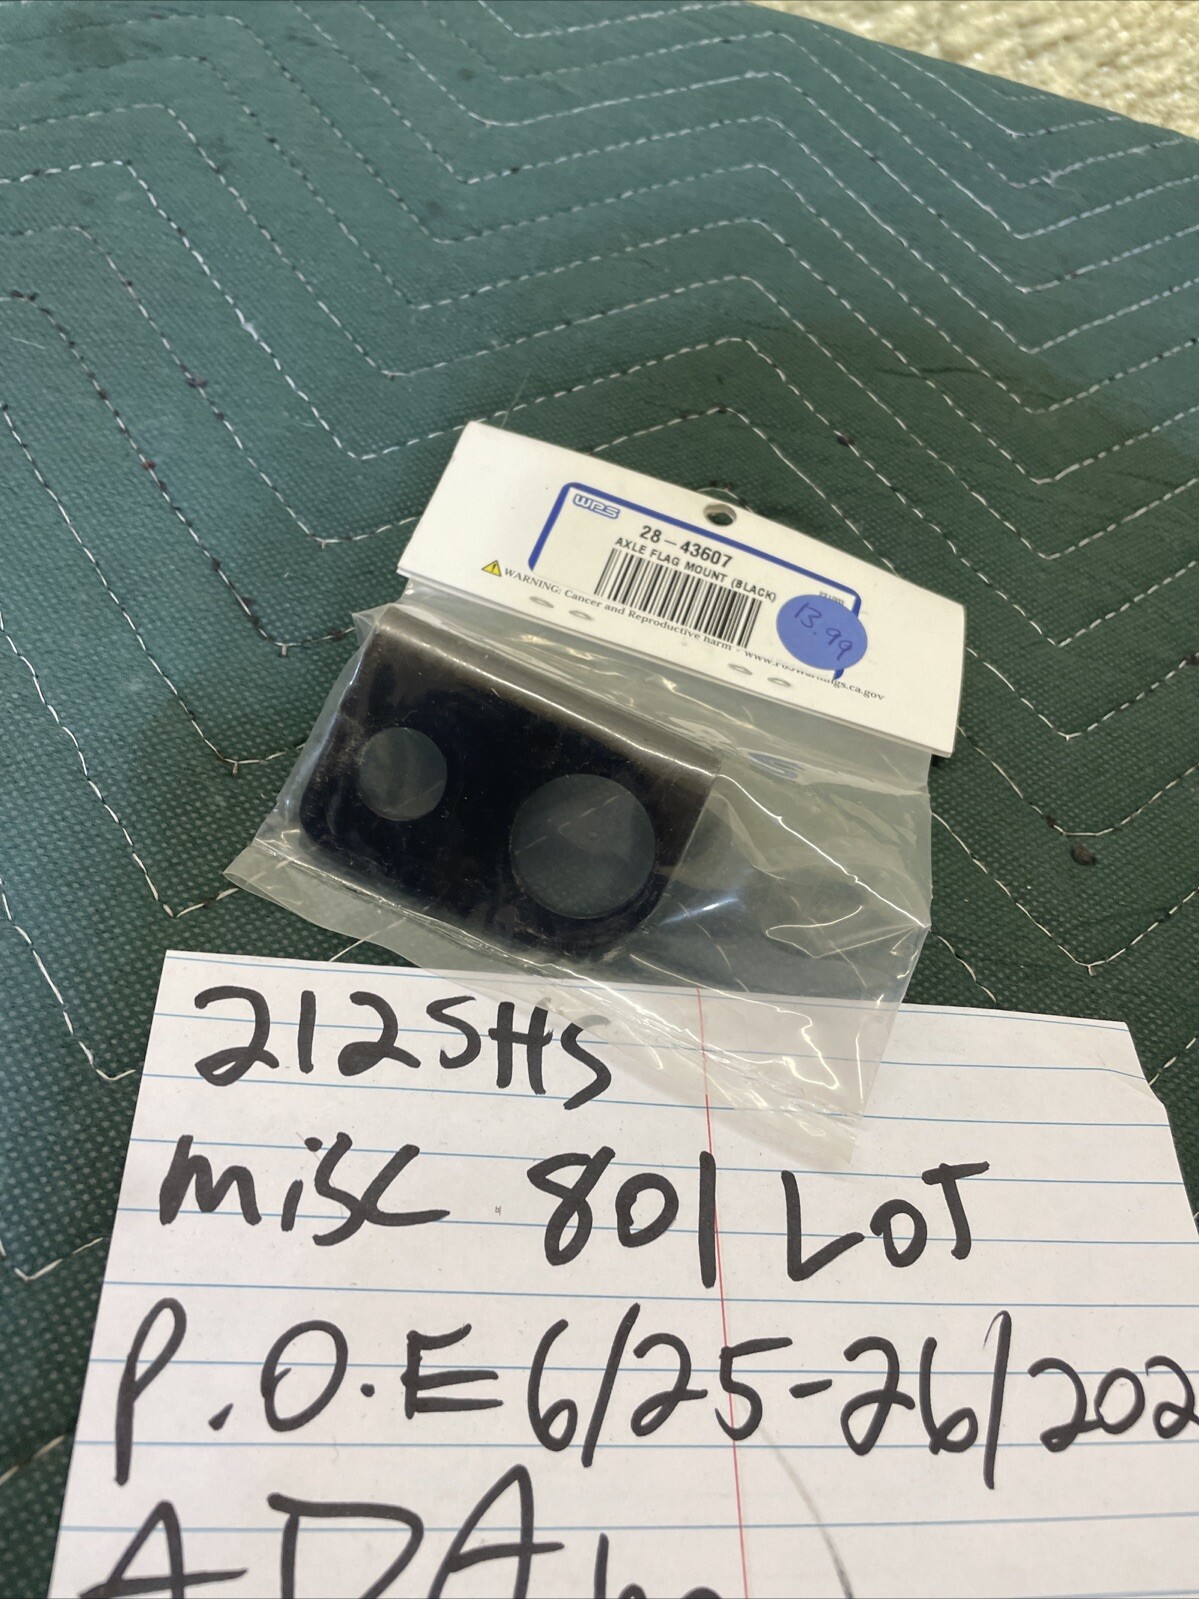 WPS
28-43607
AXLE FLAG MOUNT (BLACK)
WARNING: Cancer and Reproductive harm - www.P65Warnings.ca.gov
13.99
212SHS
misc 801 LOT
P.O.E 6/25-26/202